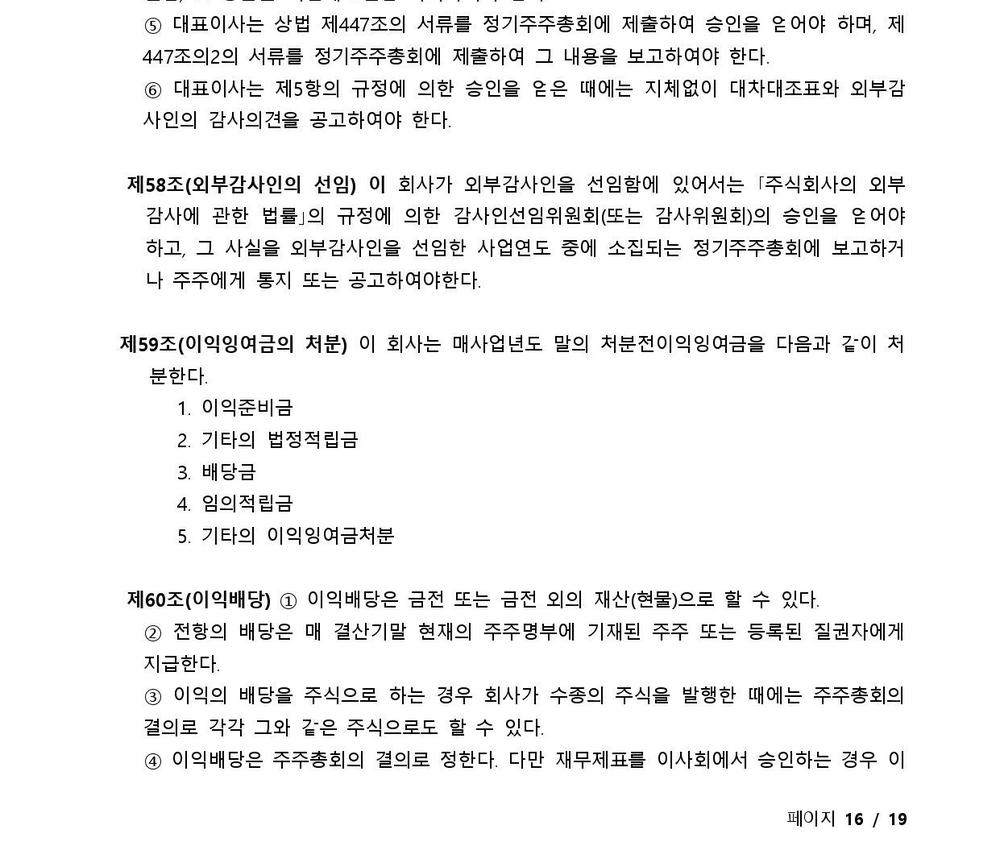 ⑤ 대표이사는 상법 제447조의 서류를 정기주주총회에 제출하여 승인을 얻어야 하며, 제
447조의2의 서류를 정기주주총회에 제출하여 그 내용을 보고하여야 한다.
⑥ 대표이사는 제5항의 규정에 의한 승인을 얻은 때에는 지체없이 대차대조표와 외부감
사인의 감사의견을 공고하여야 한다.
제58조(외부감사인의 선임) 이 회사가 외부감사인을 선임함에 있어서는 「주식회사의 외부
감사에 관한 법률」의 규정에 의한 감사인선임위원회(또는 감사위원회)의 승인을 얻어야
하고, 그 사실을 외부감사인을 선임한 사업연도 중에 소집되는 정기주주총회에 보고하거
나 주주에게 통지 또는 공고하여야한다.
제59조(이익잉여금의 처분) 이 회사는 매사업년도 말의 처분전이익잉여금을 다음과 같이 처
분한다.
1. 이익준비금
2. 기타의 법정적립금
3. 배당금
4. 임의적립금
5. 기타의 이익잉여금처분
제60조(이익배당) ① 이익배당은 금전 또는 금전 외의 재산(현물)으로 할 수 있다.
② 전항의 배당은 매 결산기말 현재의 주주명부에 기재된 주주 또는 등록된 질권자에게
지급한다.
③ 이익의 배당을 주식으로 하는 경우 회사가 수종의 주식을 발행한 때에는 주주총회의
결의로 각각 그와 같은 주식으로도 할 수 있다.
④ 이익배당은 주주총회의 결의로 정한다. 다만 재무제표를 이사회에서 승인하는 경우 이
페이지 16 / 19